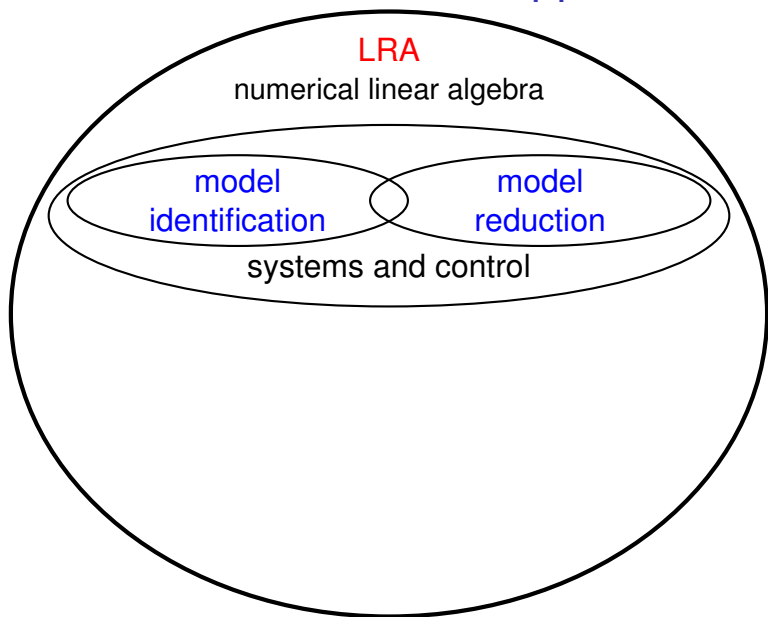 LRA
numerical linear algebra
model
identification
model
reduction
systems and control